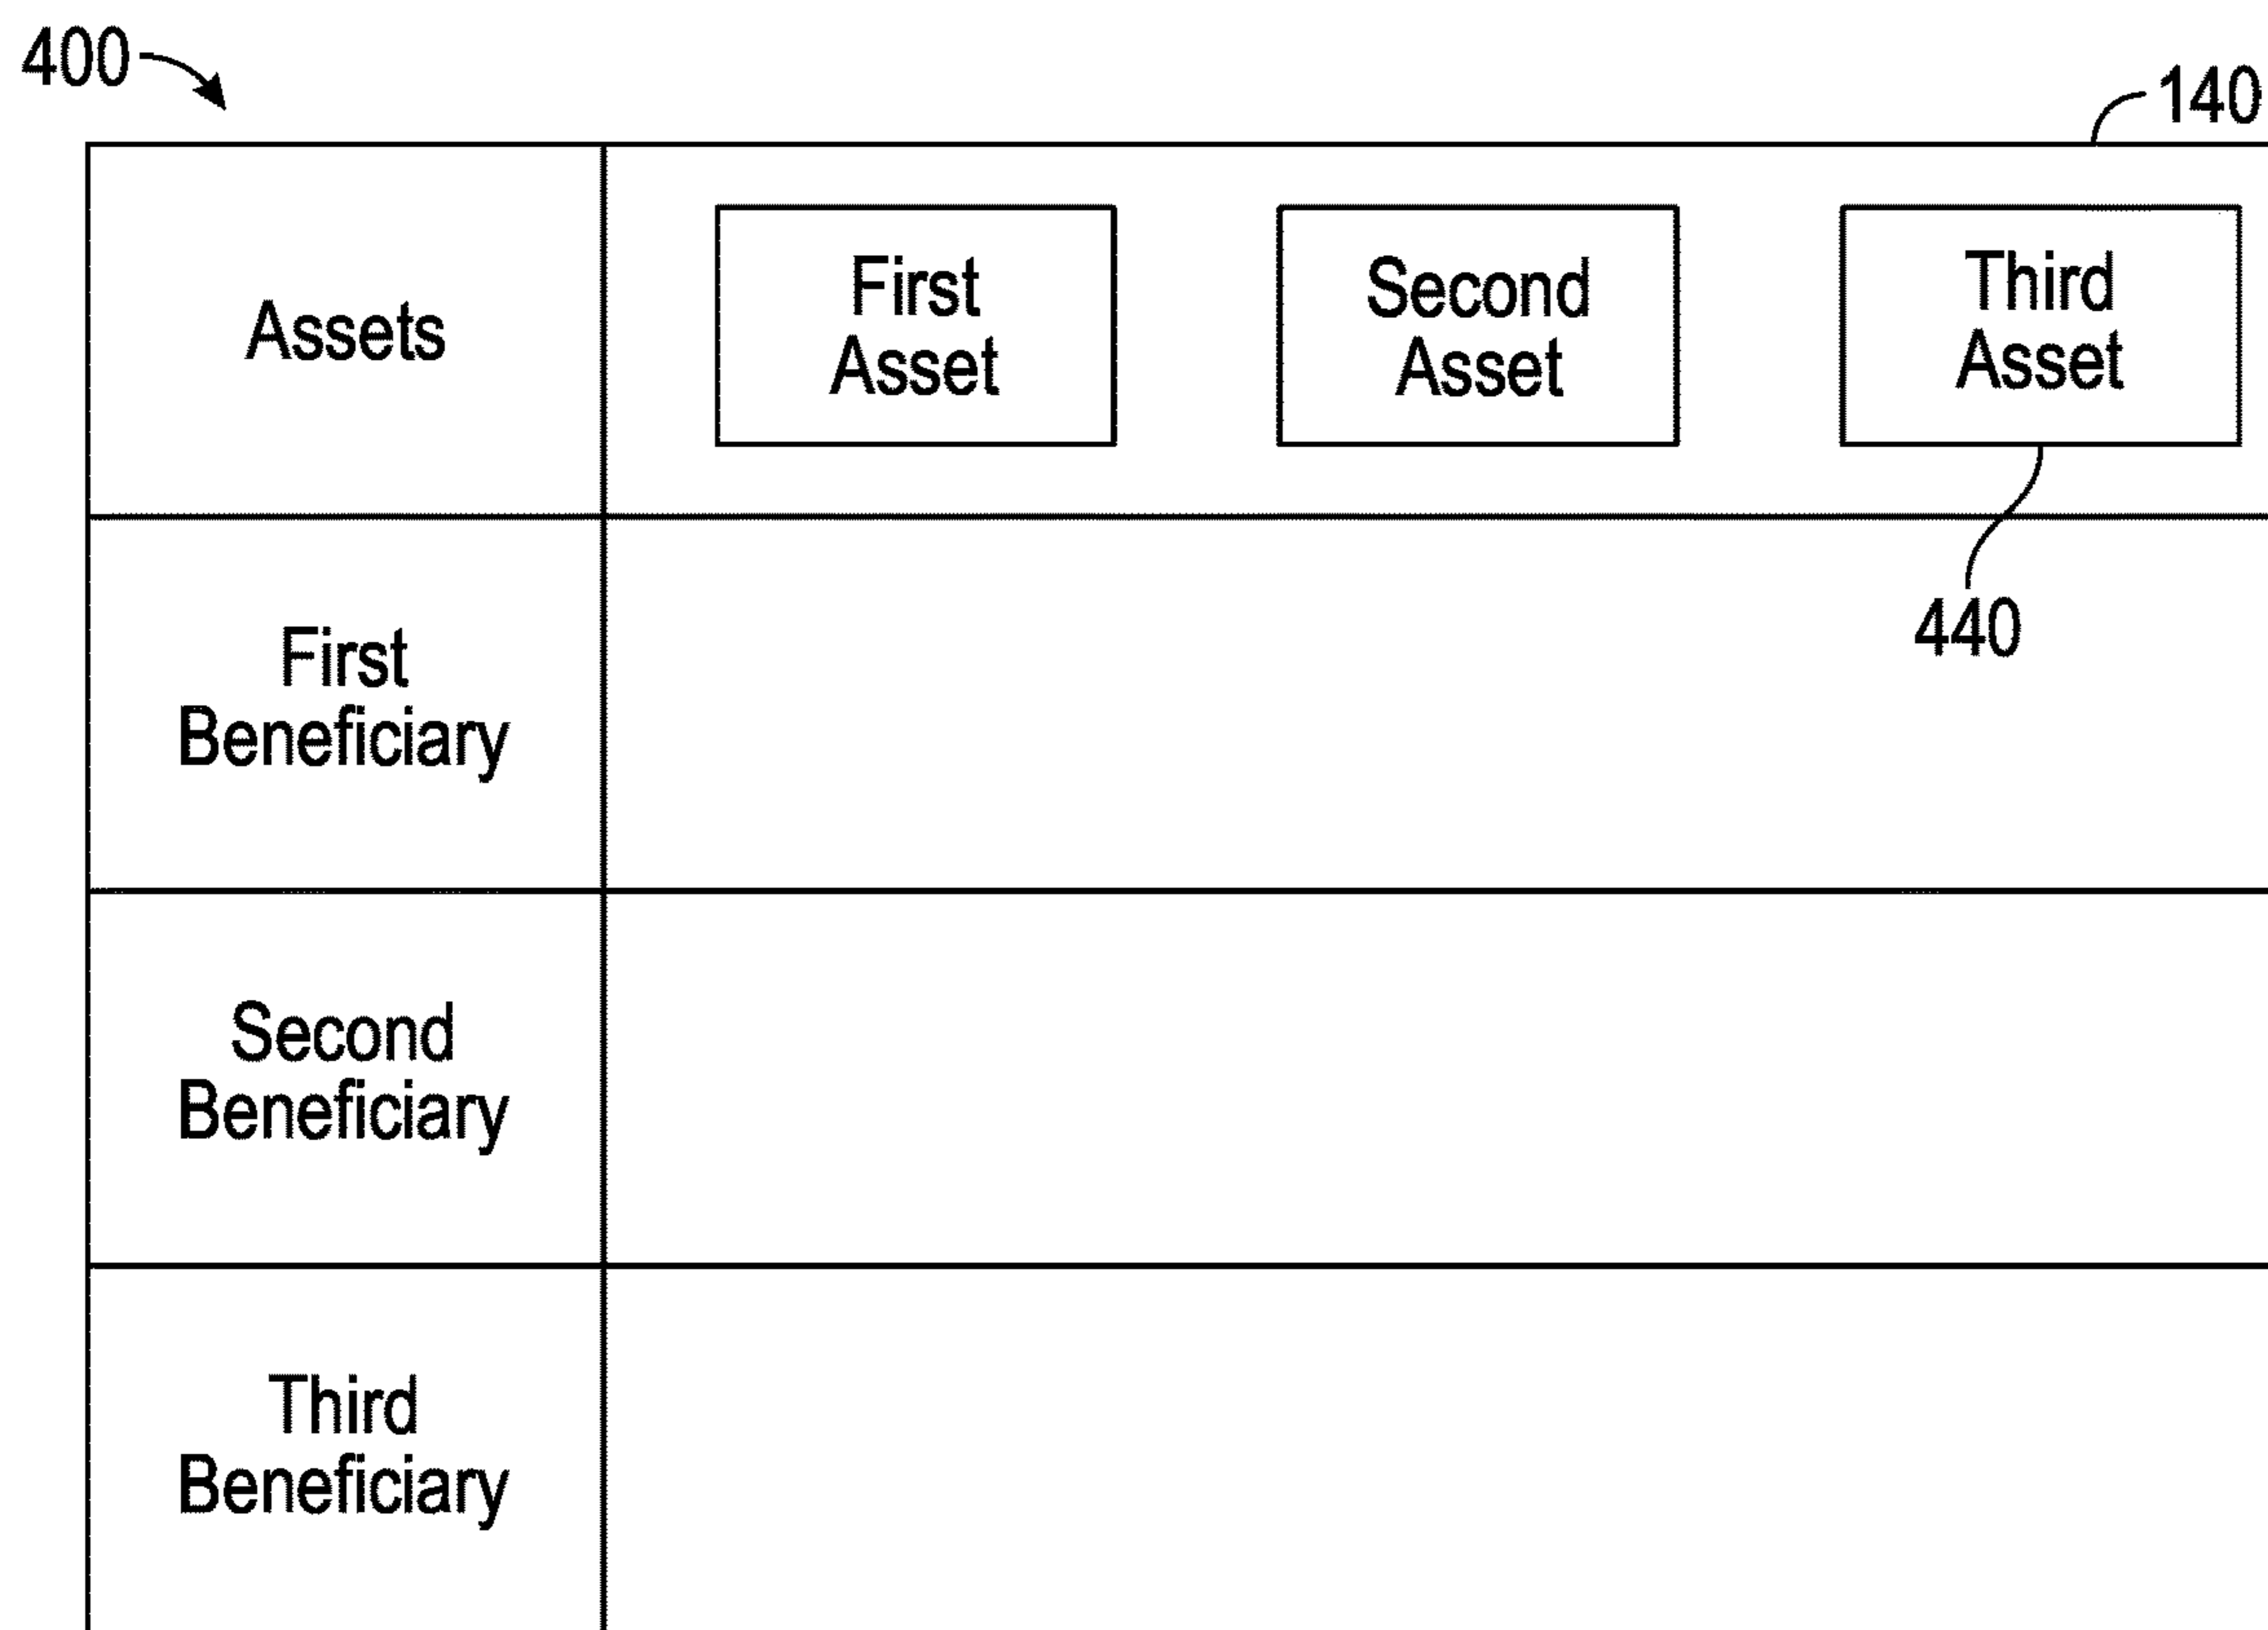 400
140
Assets
First
Asset
Second
Asset
Third
Asset
440
First
Beneficiary
Second
Beneficiary
Third
Beneficiary